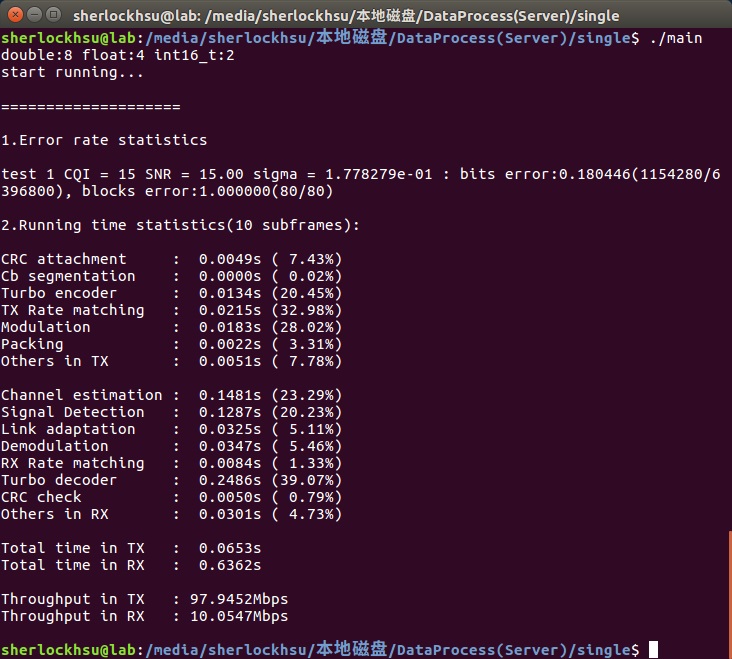 sherlockhsu@lab: /media/sherlockhsu/本地磁盘/DataProcess(Server)/single
sherlockhsu@lab:/media/sherlockhsu/本地磁盘/DataProcess(Server)/single$ ./main
double:8 float:4 int16_t:2
start running...
====================
1.Error rate statistics
test 1 CQI = 15 SNR = 15.00 sigma = 1.778279e-01 : bits error:0.180446(1154280/6
396800), blocks error:1.000000(80/80)
2.Running time statistics(10 subframes):
CRC attachment     :  0.0049s ( 7.43%)
Cb segmentation    :  0.0000s ( 0.02%)
Turbo encoder      :  0.0134s (20.45%)
TX Rate matching   :  0.0215s (32.98%)
Modulation         :  0.0183s (28.02%)
Packing            :  0.0022s ( 3.31%)
Others in TX       :  0.0051s ( 7.78%)
Channel estimation :  0.1481s (23.29%)
Signal Detection   :  0.1287s (20.23%)
Link adaptation    :  0.0325s ( 5.11%)
Demodulation       :  0.0347s ( 5.46%)
RX Rate matching   :  0.0084s ( 1.33%)
Turbo decoder      :  0.2486s (39.07%)
CRC check          :  0.0050s ( 0.79%)
Others in RX       :  0.0301s ( 4.73%)
Total time in TX   :  0.0653s
Total time in RX   :  0.6362s
Throughput in TX   : 97.9452Mbps
Throughput in RX   : 10.0547Mbps
sherlockhsu@lab:/media/sherlockhsu/本地磁盘/DataProcess(Server)/single$